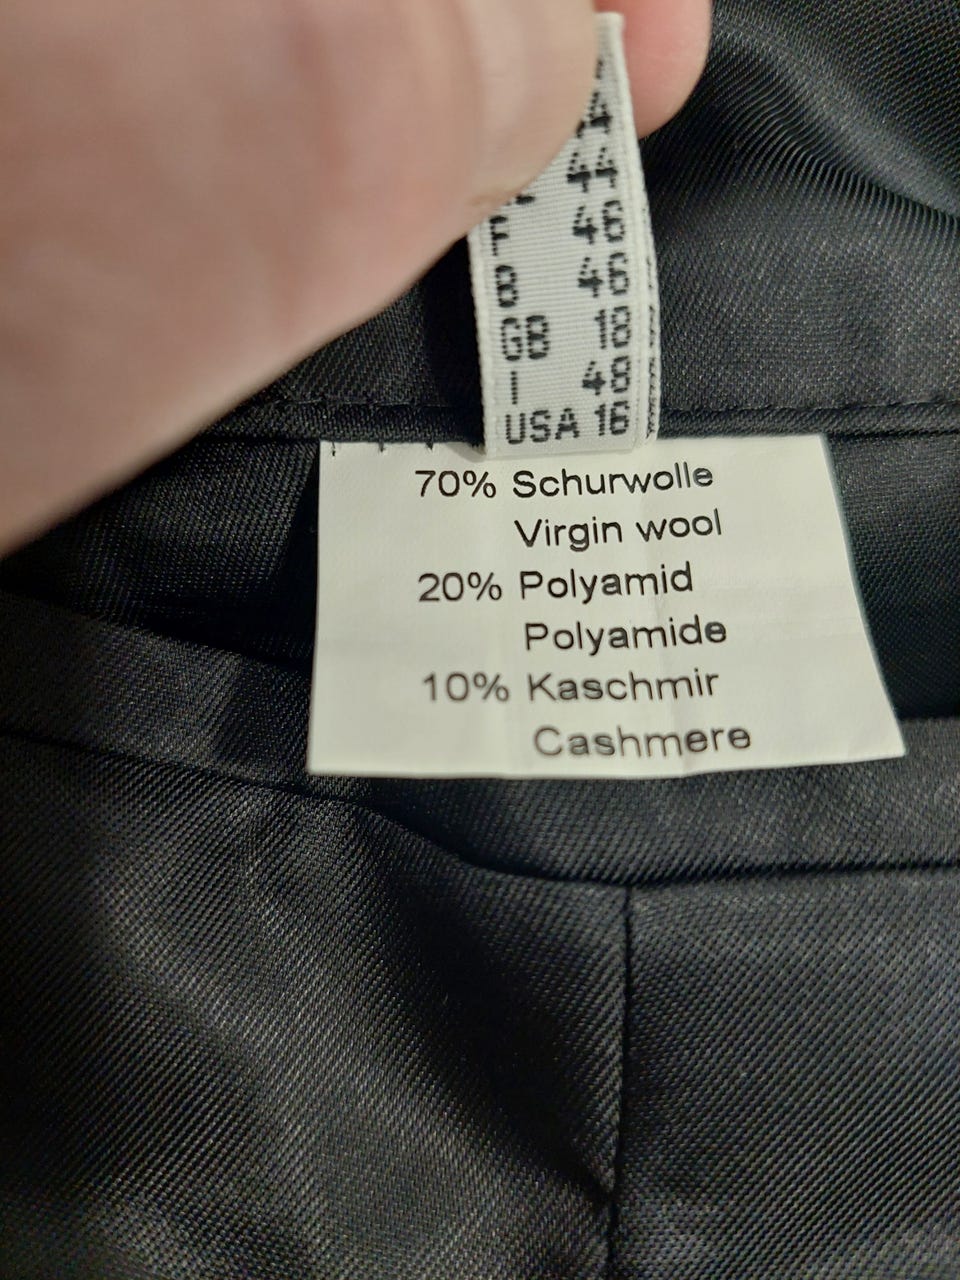 44
F 46
B 46
GB 18
I 48
USA 16
70% Schurwolle
Virgin wool
20% Polyamid
Polyamide
10% Kaschmir
Cashmere